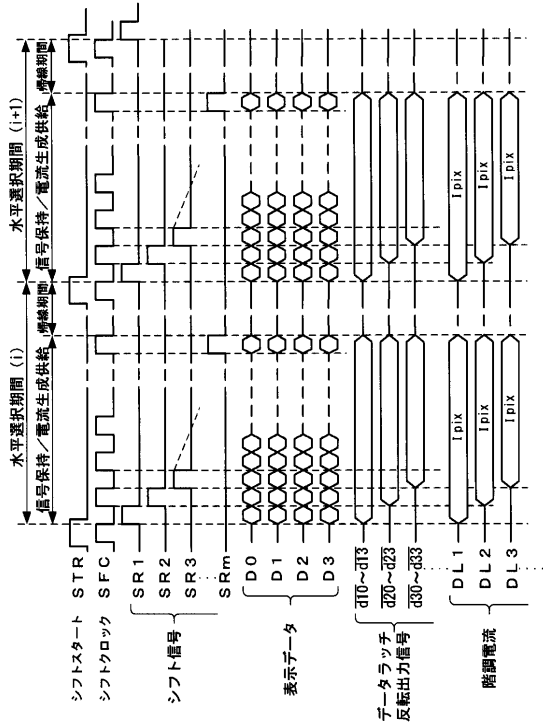 水平選択期間 (i)
水平選択期間 (i+1)
信号保持/電流生成供給
帰線期間
信号保持/電流生成供給
帰線期間
シフトスタート STR
シフトクロック SFC
シフト信号
SR1
SR2
SR3
SRm
表示データ
D0
D1
D2
D3
データラッチ
反転出力信号
d10~d13
d20~d23
d30~d33
階調電流
DL1
Ipix
Ipix
DL2
Ipix
Ipix
DL3
Ipix
Ipix